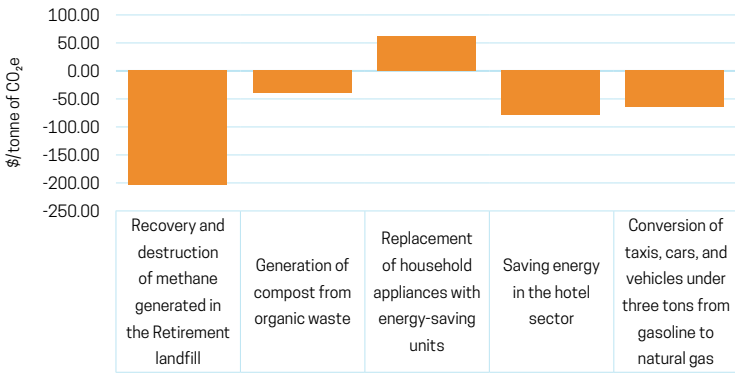 $/tonne of CO₂e
100.00
50.00
0.00
-50.00
-100.00
-150.00
-200.00
-250.00
Recovery and
destruction
of methane
generated in
the Retirement
landfill
Generation of
compost from
organic waste
Replacement
of household
appliances with
energy-saving
units
Saving energy
in the hotel
sector
Conversion of
taxis, cars, and
vehicles under
three tons from
gasoline to
natural gas